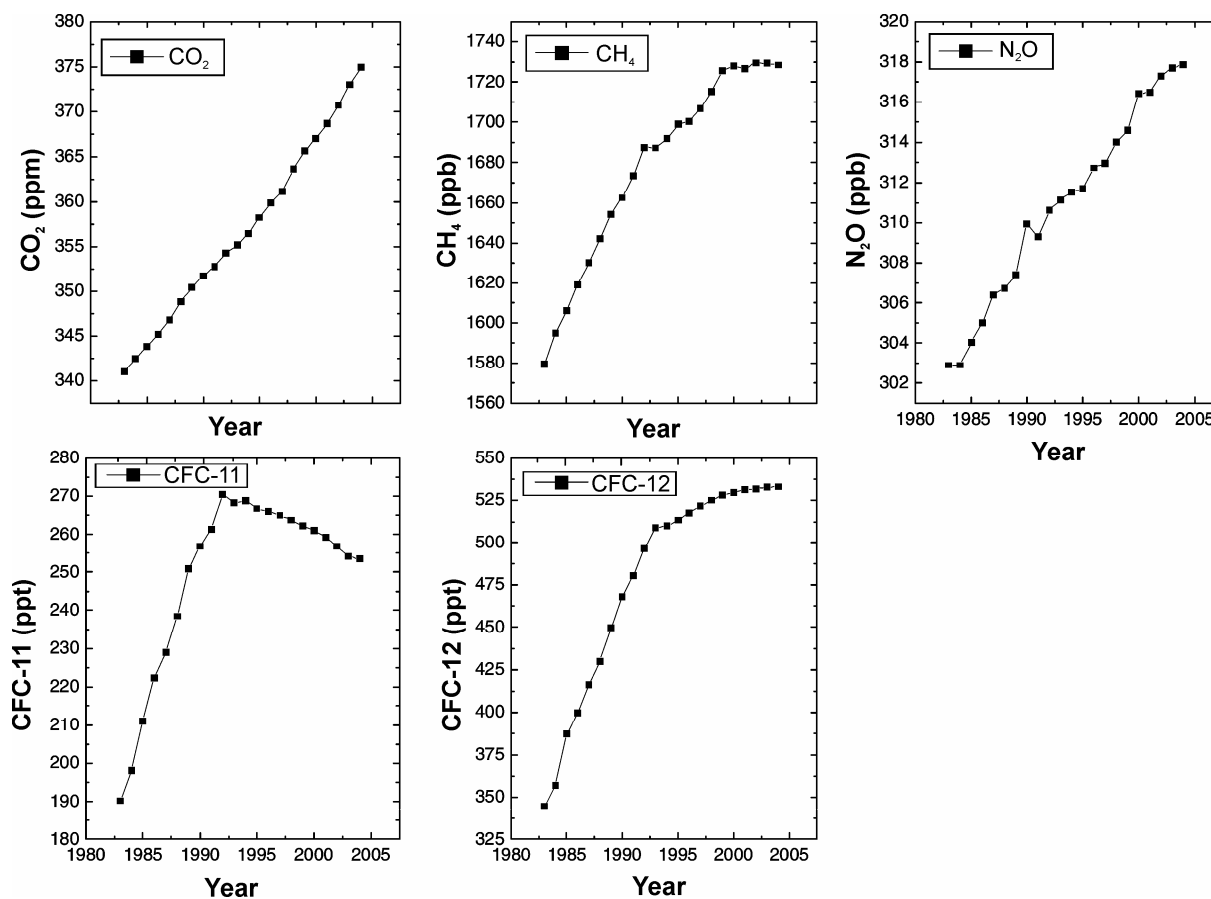 CO₂
CO₂ (ppm)
380
375
370
365
360
355
350
345
340
Year
CH₄
CH₄ (ppb)
1740
1720
1700
1680
1660
1640
1620
1600
1580
1560
Year
N₂O
N₂O (ppb)
320
318
316
314
312
310
308
306
304
302
1980 1985 1990 1995 2000 2005
Year
CFC-11
CFC-11 (ppt)
280
270
260
250
240
230
220
210
200
190
180
1980 1985 1990 1995 2000 2005
Year
CFC-12
CFC-12 (ppt)
550
525
500
475
450
425
400
375
350
325
1980 1985 1990 1995 2000 2005
Year